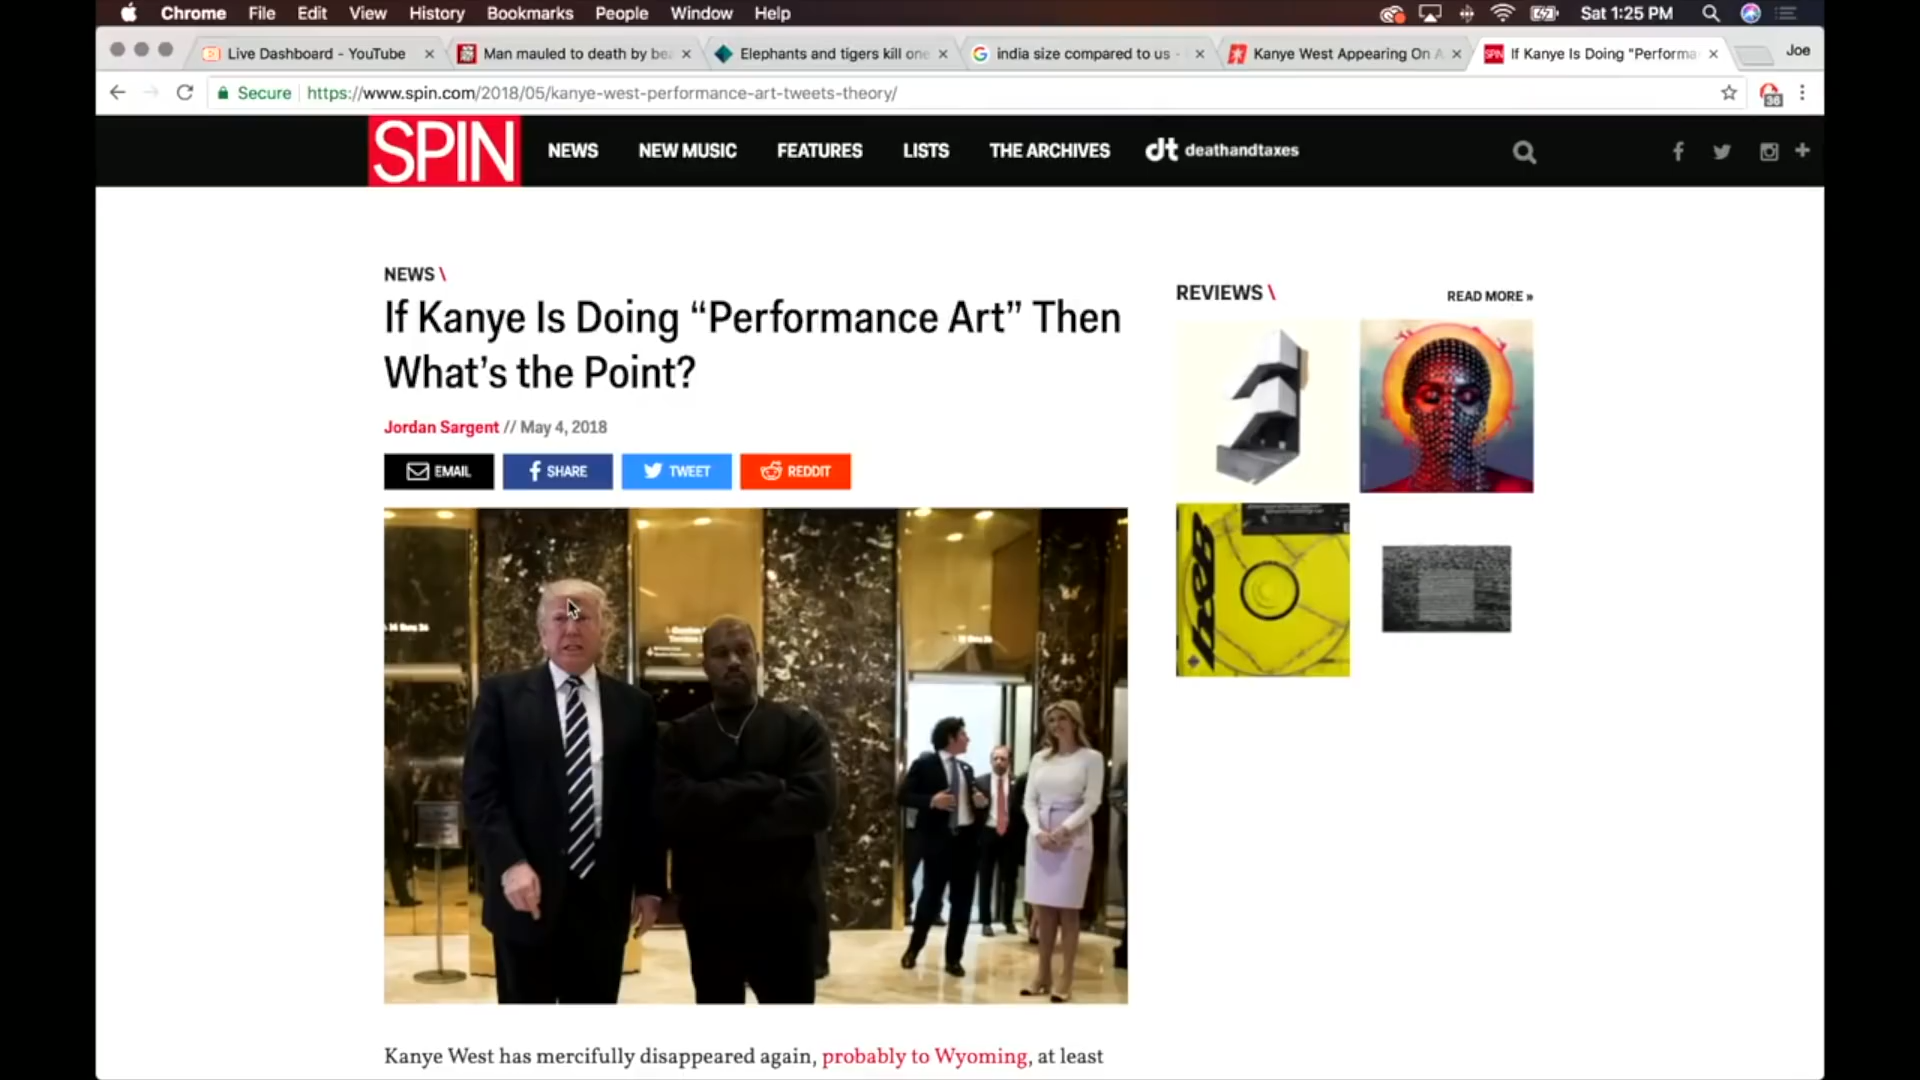 Chrome File Edit View History Bookmarks People Window Help Sat 1:25 PM
Live Dashboard - YouTube
Man mauled to death by be
Elephants and tigers kill one
india size compared to us -
Kanye West Appearing On A
SPIN If Kanye Is Doing "Performa
Joe
Secure https://www.spin.com/2018/05/kanye-west-performance-art-tweets-theory/
36
SPIN NEWS NEW MUSIC FEATURES LISTS THE ARCHIVES dt deathandtaxes
NEWS \
If Kanye Is Doing “Performance Art” Then
What’s the Point?
Jordan Sargent // May 4, 2018
EMAIL SHARE TWEET REDDIT
REVIEWS \ READ MORE »
Kanye West has mercifully disappeared again, probably to Wyoming, at least